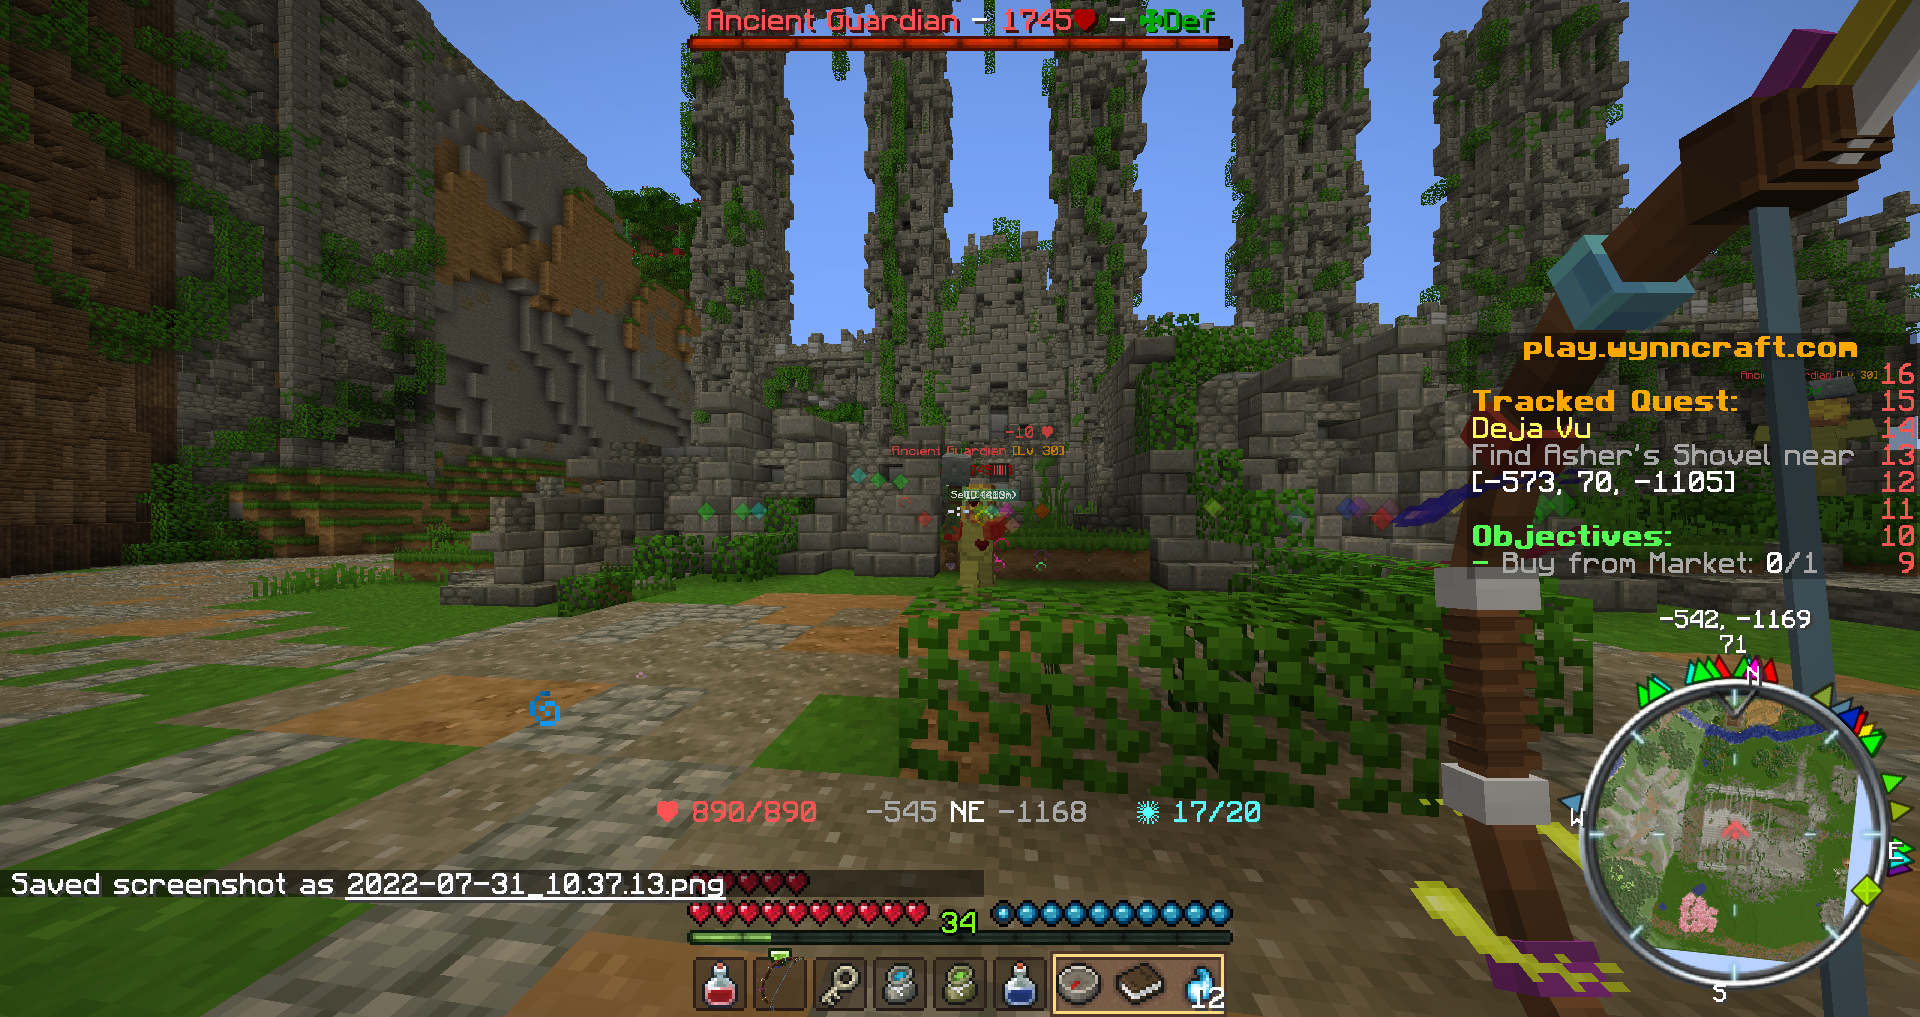 Ancient Guardian - 1745❤ - ✤Def
play.wynncraft.com
16
Tracked Quest:
15
Deja Vu
14
Find Asher's Shovel near
13
[-573, 70, -1105]
12
11
Objectives:
10
- Buy from Market: 0/1
9
-10 ❤
Ancient Guardian [Lv. 30]
-542, -1169
71
N
W
E
S
890/890
-545 NE -1168
17/20
Saved screenshot as 2022-07-31_10.37.13.png
34
12